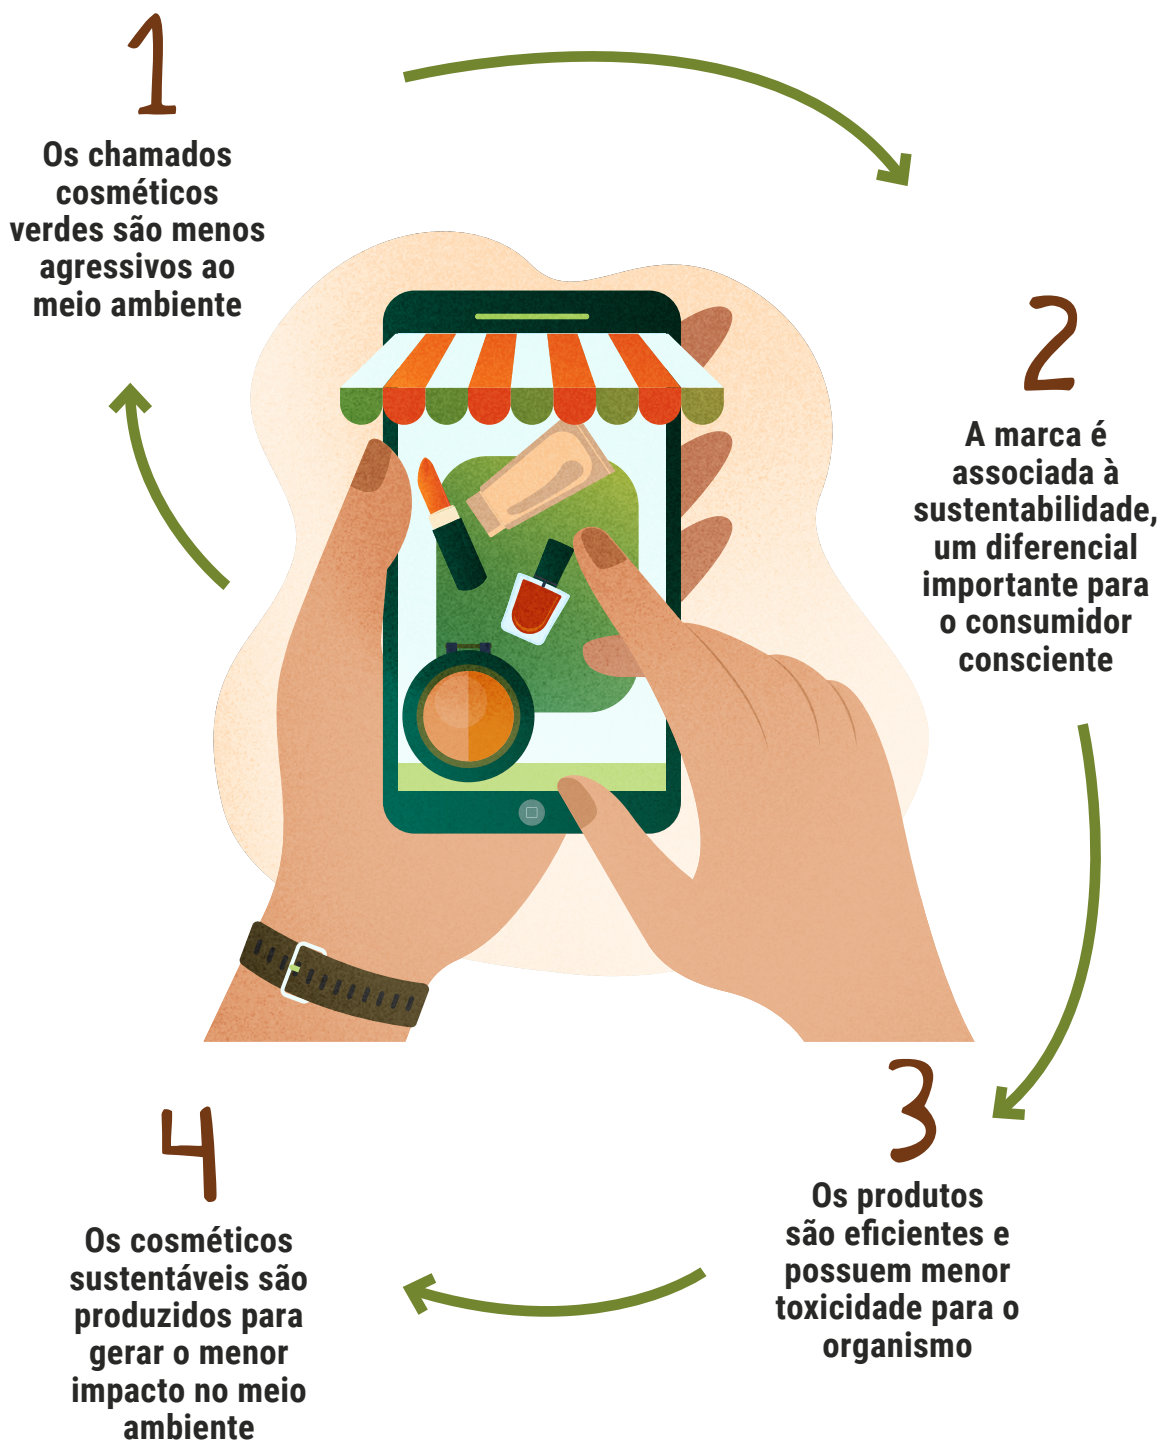 1
Os chamados
cosméticos
verdes são menos
agressivos ao
meio ambiente
2
A marca é
associada à
sustentabilidade,
um diferencial
importante para
o consumidor
consciente
3
Os produtos
são eficientes e
possuem menor
toxicidade para o
organismo
4
Os cosméticos
sustentáveis são
produzidos para
gerar o menor
impacto no meio
ambiente